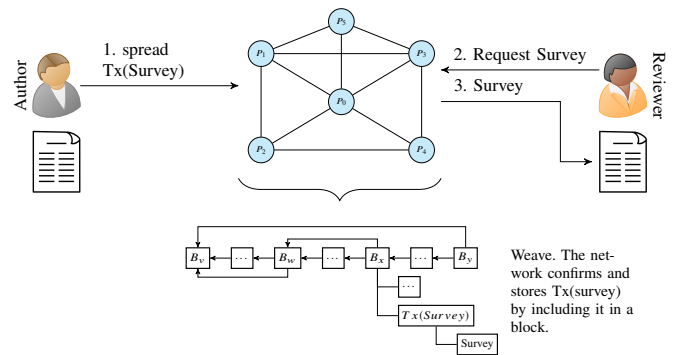 Author
1. spread
Tx(Survey)
P5
P1
P3
P0
P2
P4
2. Request Survey
3. Survey
Reviewer
Bv
...
Bw
...
Bx
...
By
...
Tx(Survey)
Survey
Weave. The net-
work confirms and
stores Tx(survey)
by including it in a
block.